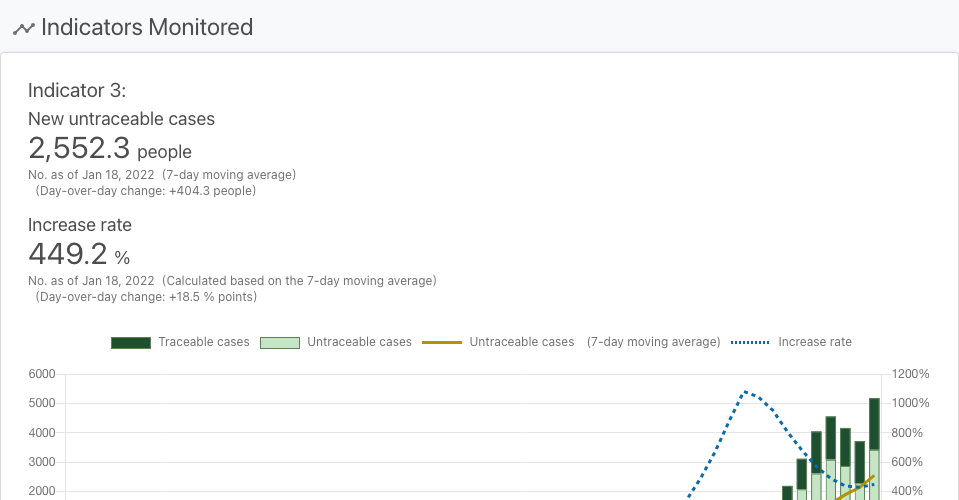 Indicators Monitored
Indicator 3:
New untraceable cases
2,552.3 people
No. as of Jan 18, 2022 (7-day moving average)
(Day-over-day change: +404.3 people)
Increase rate
449.2 %
No. as of Jan 18, 2022 (Calculated based on the 7-day moving average)
(Day-over-day change: +18.5 % points)
Traceable cases Untraceable cases Untraceable cases (7-day moving average) Increase rate
6000 1200%
5000 1000%
4000 800%
3000 600%
2000 400%